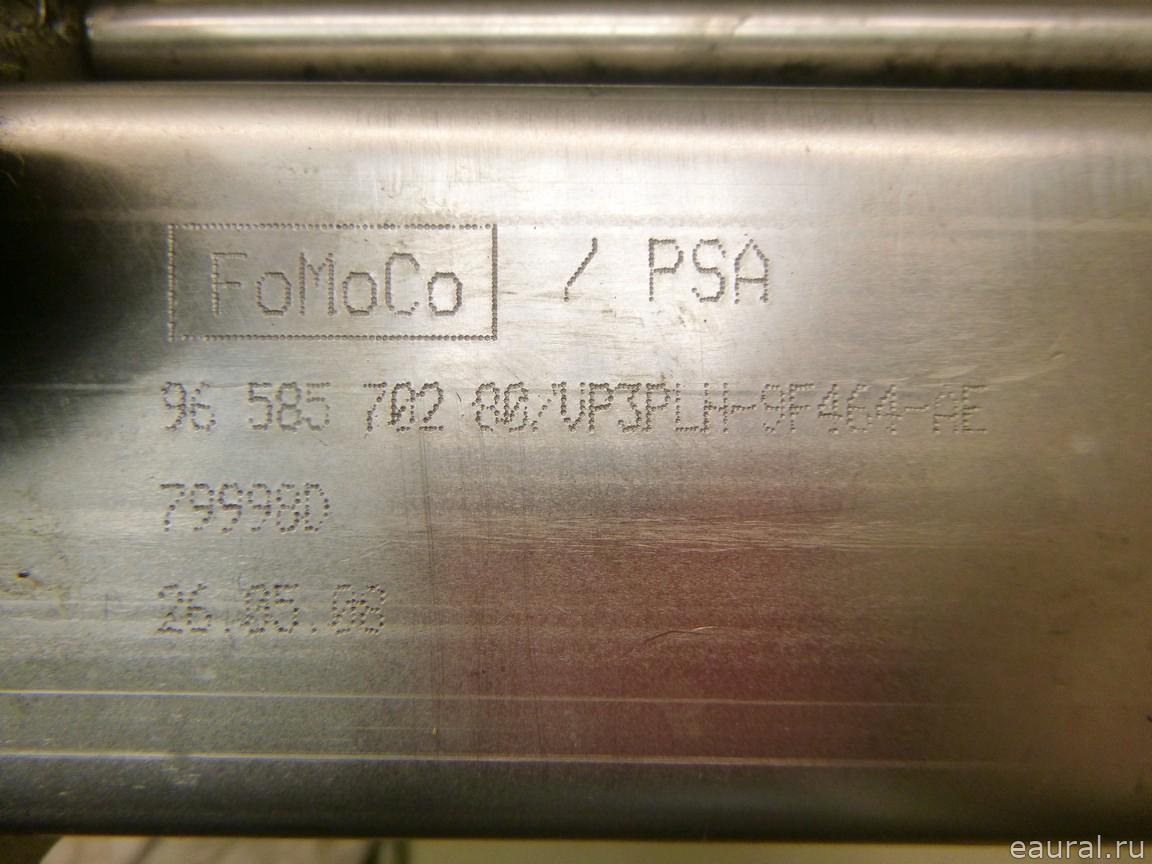 FoMoCo / PSA
96 585 702 80/VP3PLH-9F464-AE
79998D
26.05.08
eaural.ru